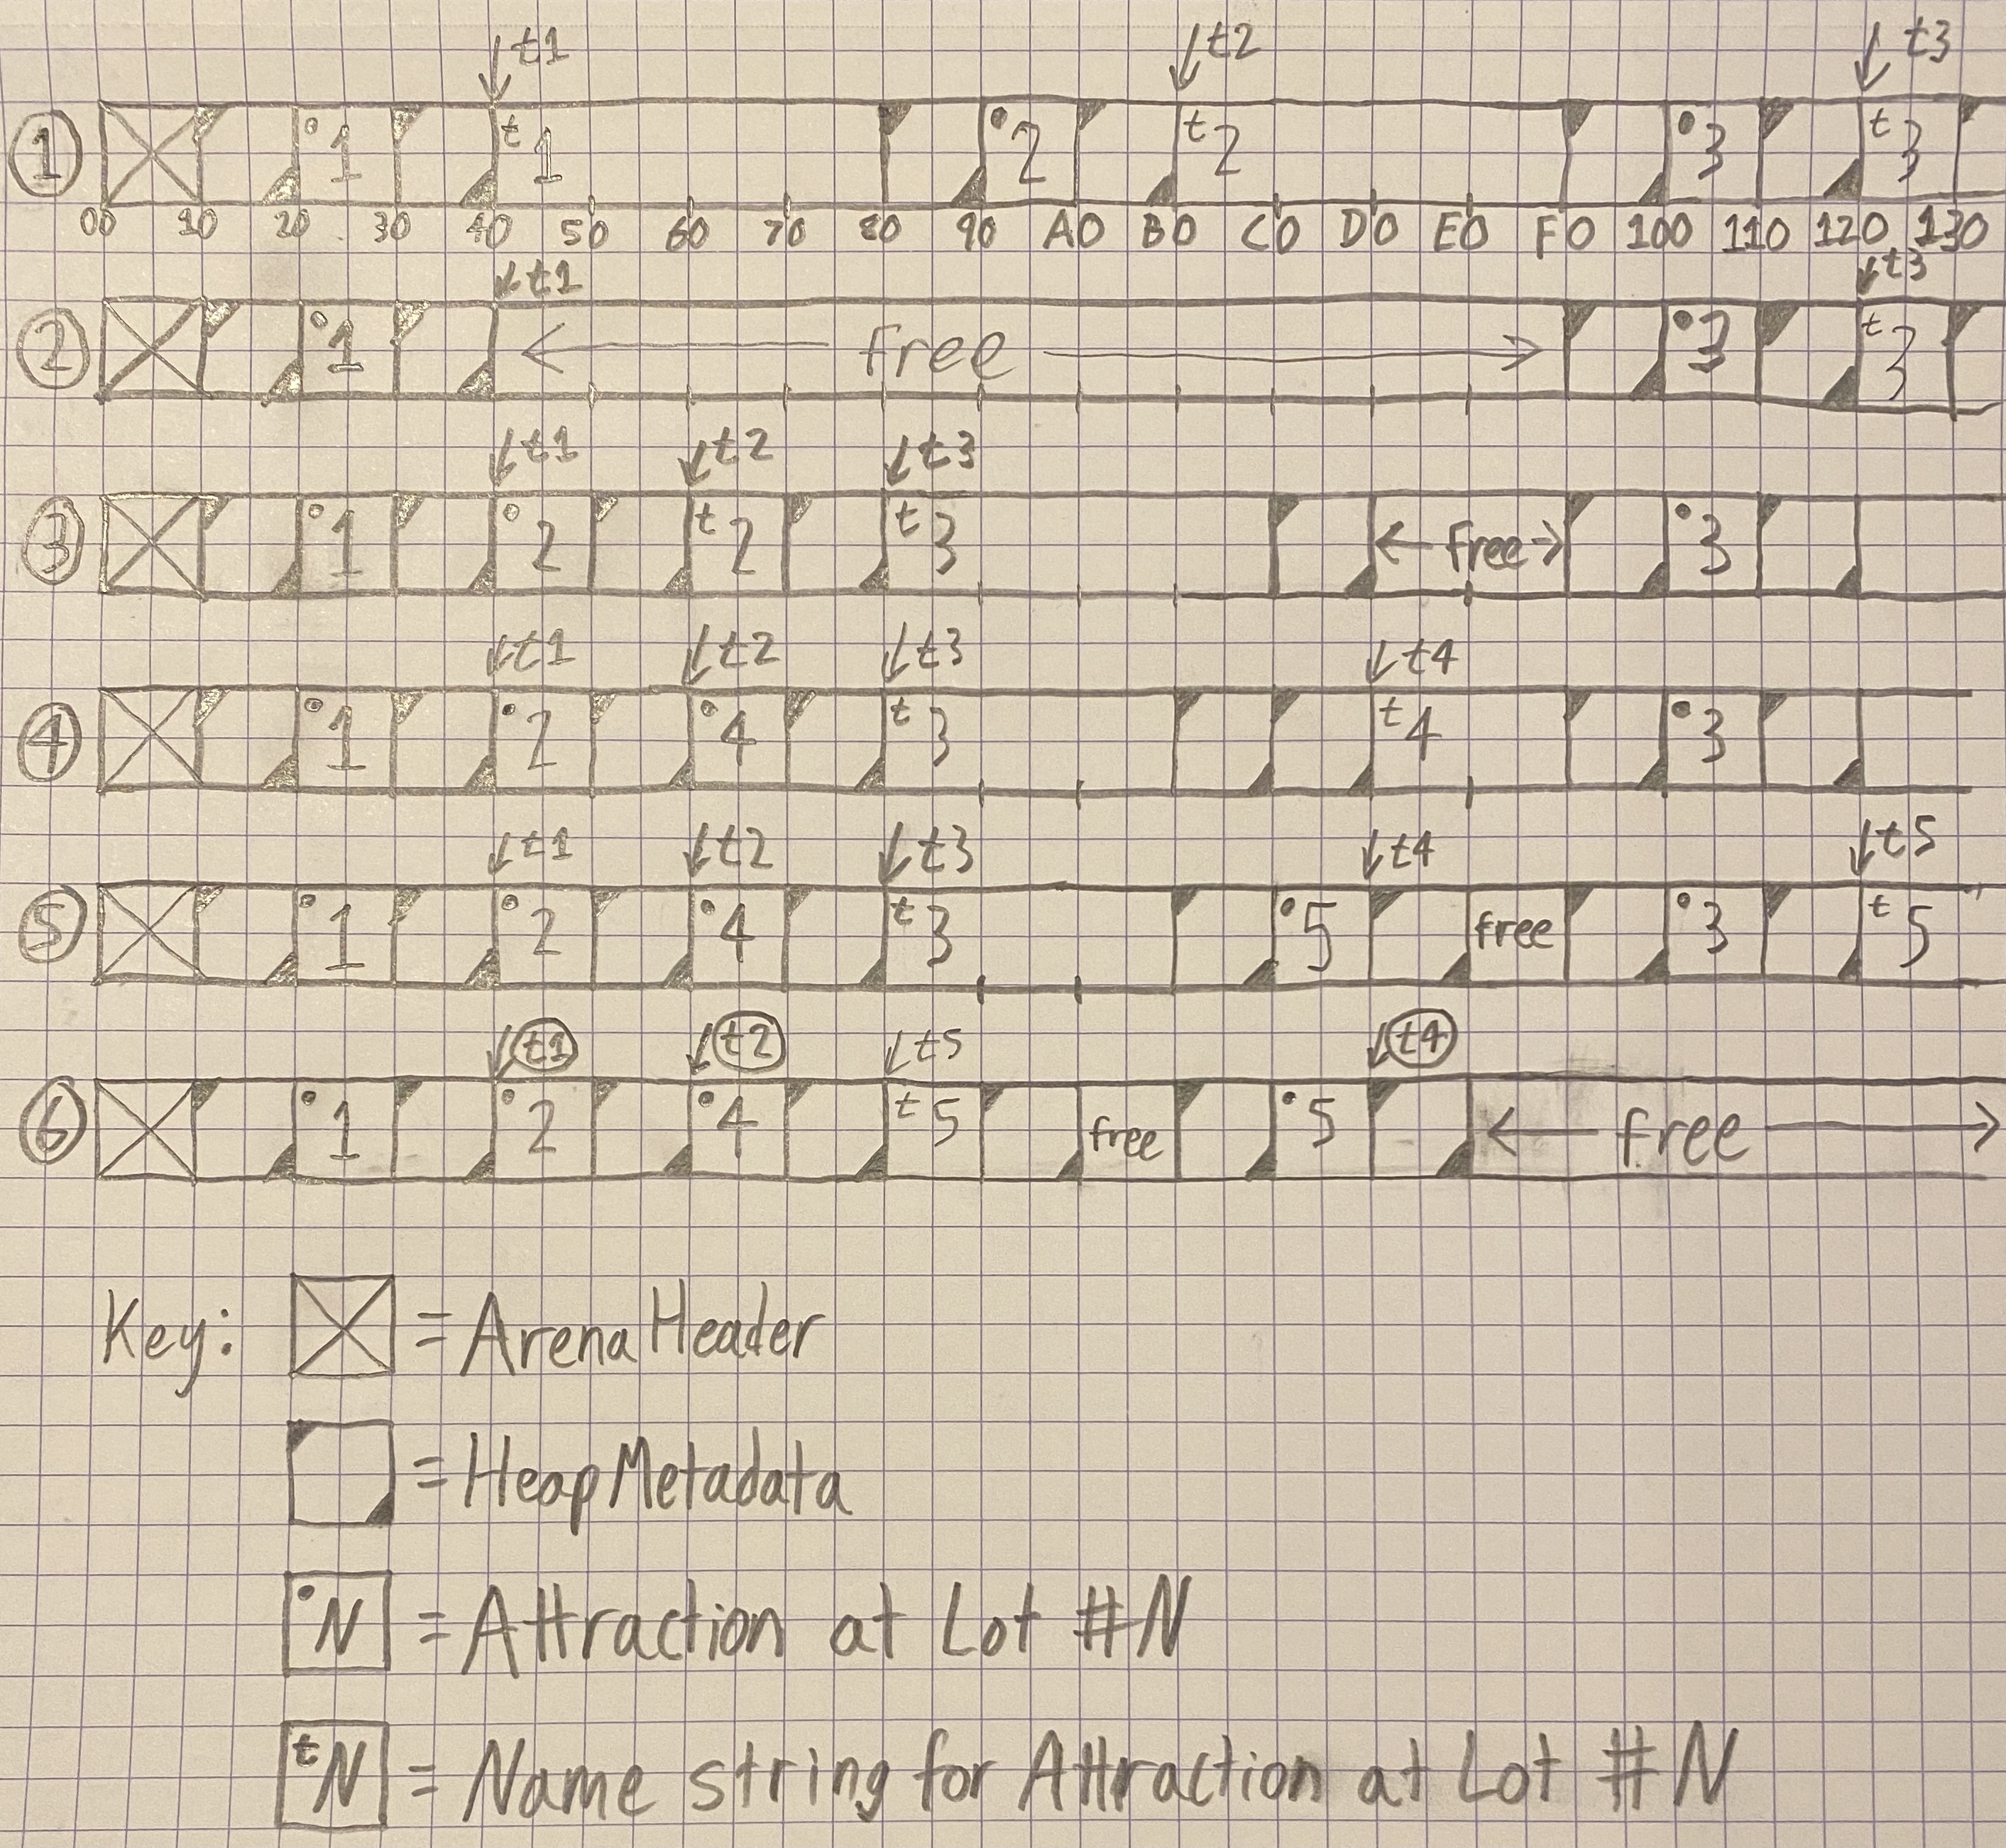 t1 t2 t3
① °1 t1 °2 t2 °3 t3
00 10 20 30 40 50 60 70 80 90 A0 B0 C0 D0 E0 F0 100 110 120 130
t1 t3
② °1 ← free → °3 t3
t1 t2 t3
③ °1 °2 t2 t3 ← free → °3
t1 t2 t3 t4
④ °1 °2 °4 t3 t4 °3
t1 t2 t3 t4 t5
⑤ °1 °2 °4 t3 °5 free °3 t5
t1 t2 t5 t4
⑥ °1 °2 °4 t5 free °5 ← free →
Key: = Arena Header
= Heap Metadata
°N = Attraction at Lot #N
tN = Name string for Attraction at Lot #N